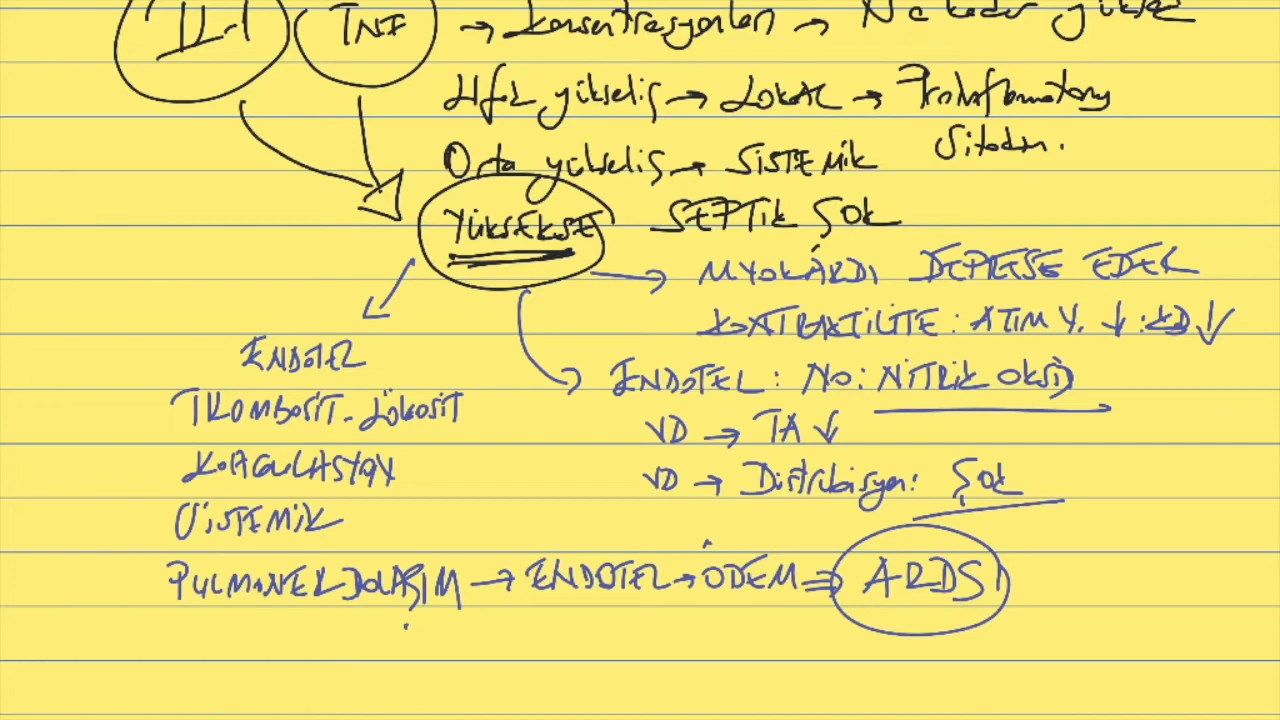 IL-1 TNF → Konsantrasyonları → Ne kadar yüksek
Hafif yükseliş → LOKAL → Proinflamatory
Sitokin.
Orta yükseliş → SİSTEMİK
YÜKSEKSE SEPTİK ŞOK
MYOKARDI DEPRESE EDER
KONTRAKTİLİTE: ATIM V. ↓ : KD ↓
ENDOTEL : NO: NİTRİK OKSİD
VD → TA ↓
VD → Distribisyon: Şok
ENDOTEL
TROMBOSİT - LÖKOSİT
KOAGULASYON
SİSTEMİK
PULMONER DOLAŞIM → ENDOTEL → ÖDEM ⇒ ARDS